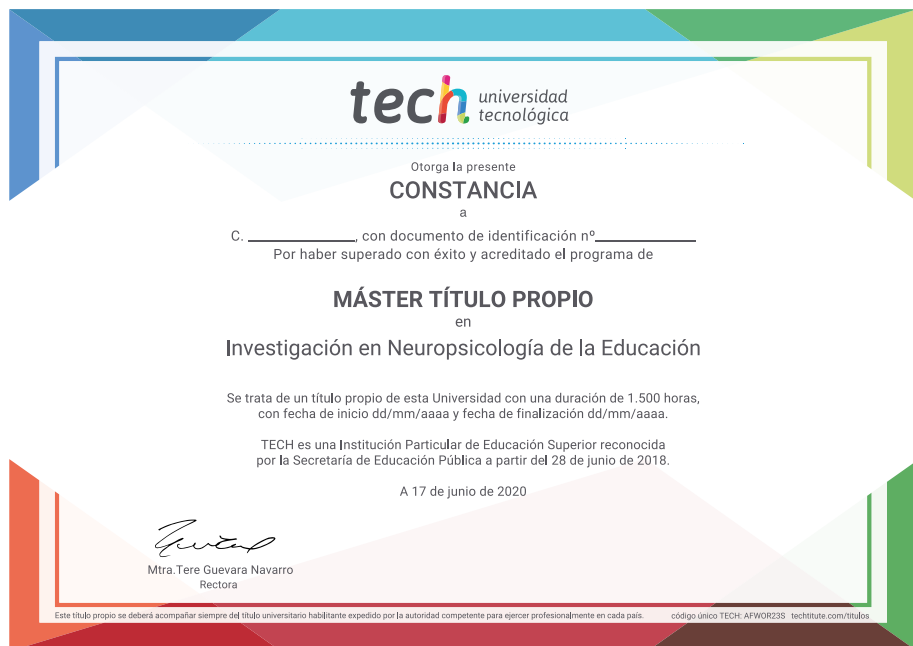 tech universidad
tecnológica
Otorga la presente
CONSTANCIA
a
C. ____________, con documento de identificación nº____________
Por haber superado con éxito y acreditado el programa de
MÁSTER TÍTULO PROPIO
en
Investigación en Neuropsicología de la Educación
Se trata de un título propio de esta Universidad con una duración de 1.500 horas,
con fecha de inicio dd/mm/aaaa y fecha de finalización dd/mm/aaaa.
TECH es una Institución Particular de Educación Superior reconocida
por la Secretaría de Educación Pública a partir del 28 de junio de 2018.
A 17 de junio de 2020
Mtra.Tere Guevara Navarro
Rectora
Este título propio se deberá acompañar siempre del título universitario habilitante expedido por la autoridad competente para ejercer profesionalmente en cada país. código único TECH: AFWOR23S techtitute.com/titulos